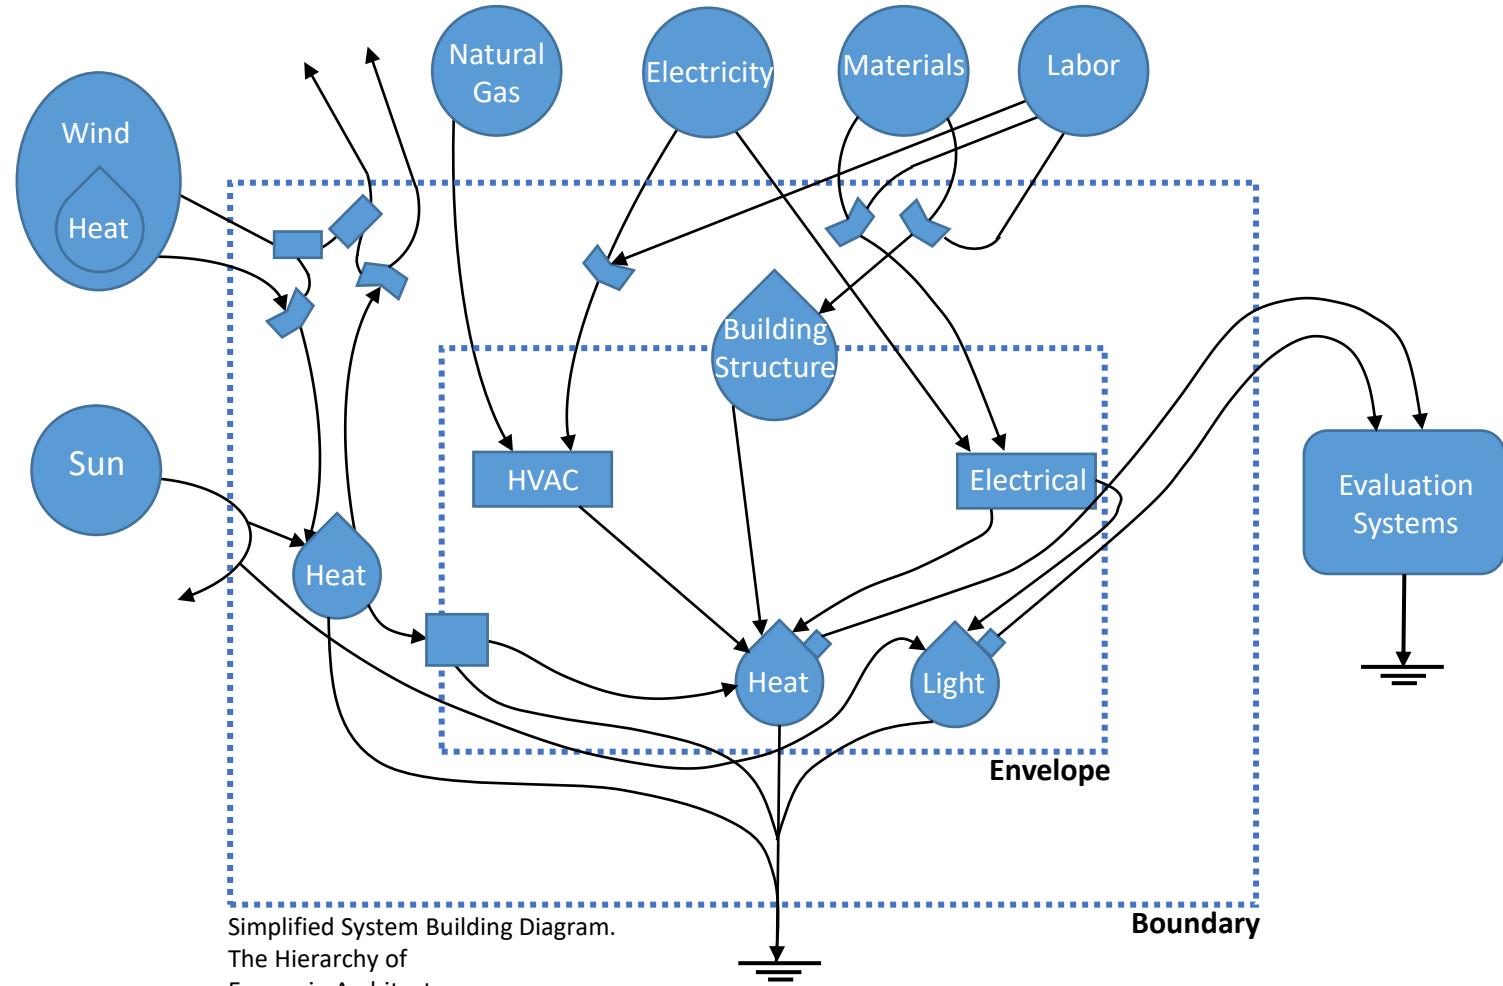 Natural
Gas
Electricity
Materials
Labor
Wind
Heat
Building
Structure
Sun
HVAC
Electrical
Evaluation
Systems
Heat
Heat
Light
Envelope
Boundary
Simplified System Building Diagram.
The Hierarchy of